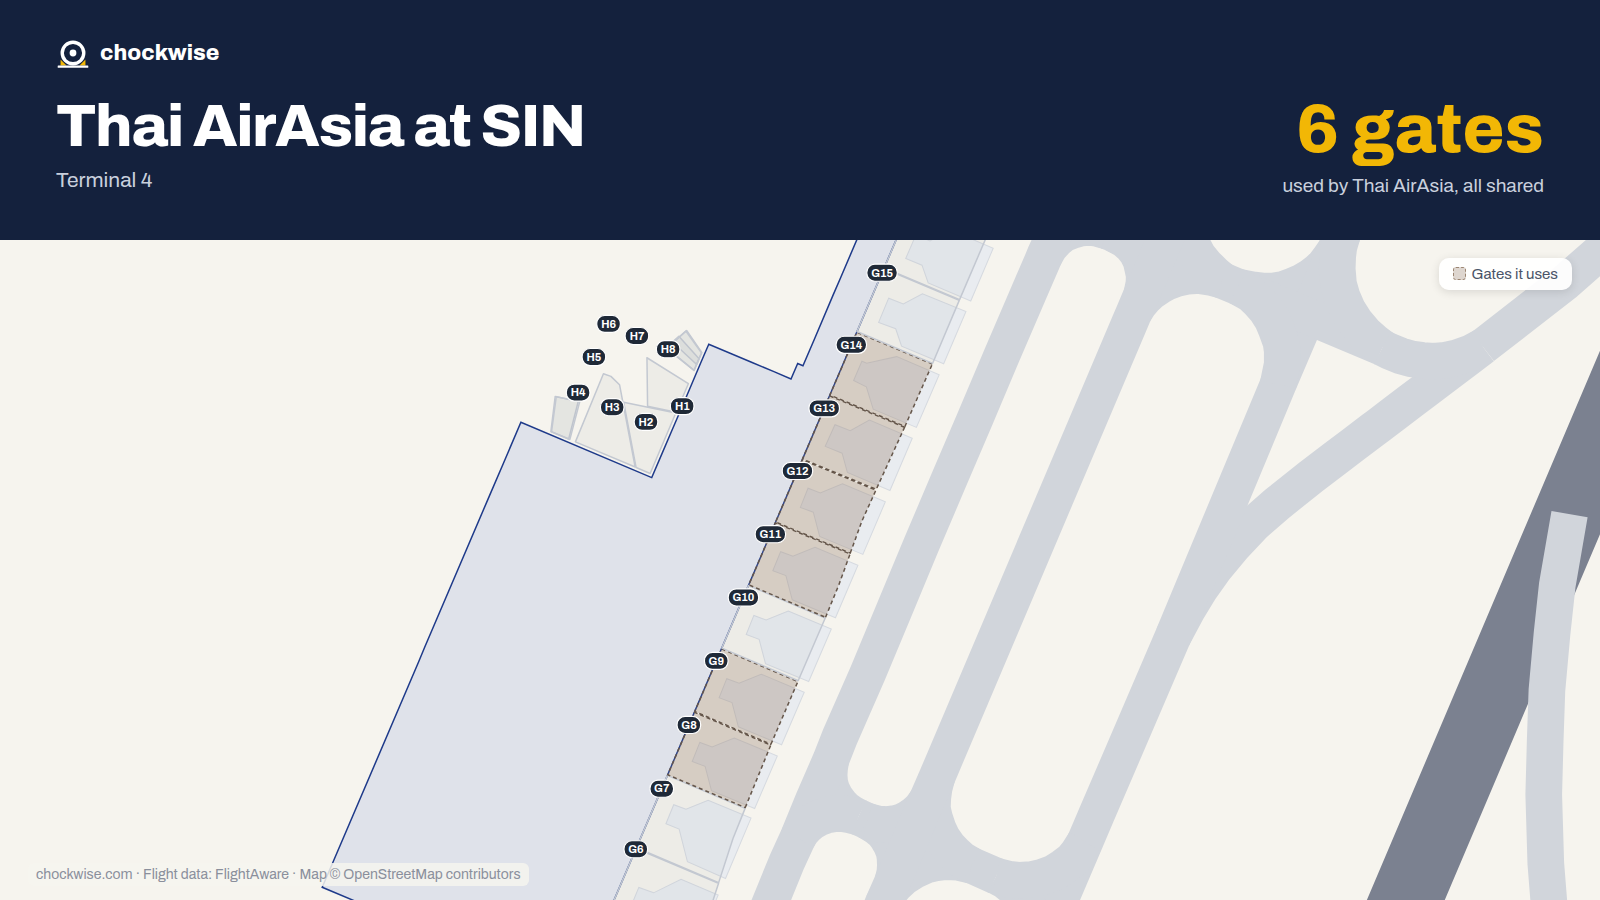 chockwise
Thai AirAsia at SIN
Terminal 4
6 gates
used by Thai AirAsia, all shared
Gates it uses
G15
H6
H7
G14
H8
H5
H4
H3
H1
G13
H2
G12
G11
G10
G9
G8
G7
G6
chockwise.com · Flight data: FlightAware · Map © OpenStreetMap contributors